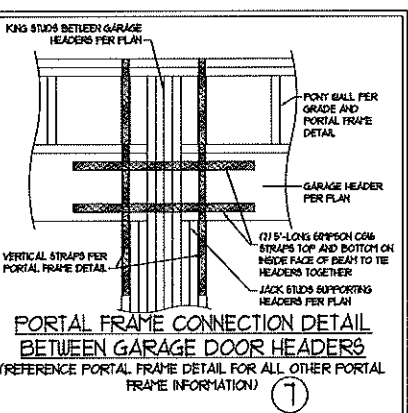 KING STUDS BETWEEN GARAGE
HEADERS PER PLAN
PONY WALL PER
GRADE AND
PORTAL FRAME
DETAIL
GARAGE HEADER
PER PLAN
5'-LONG SIMPSON
STRAPS TOP AND BOTTOM ON
INSIDE FACE OF BEAM TO TIE
HEADERS TOGETHER
VERTICAL STRAPS PER
PORTAL FRAME DETAIL
JACK STUDS SUPPORTING
HEADERS PER PLAN
PORTAL FRAME CONNECTION DETAIL
BETWEEN GARAGE DOOR HEADERS
(REFERENCE PORTAL FRAME DETAIL FOR ALL OTHER PORTAL
FRAME INFORMATION)
7